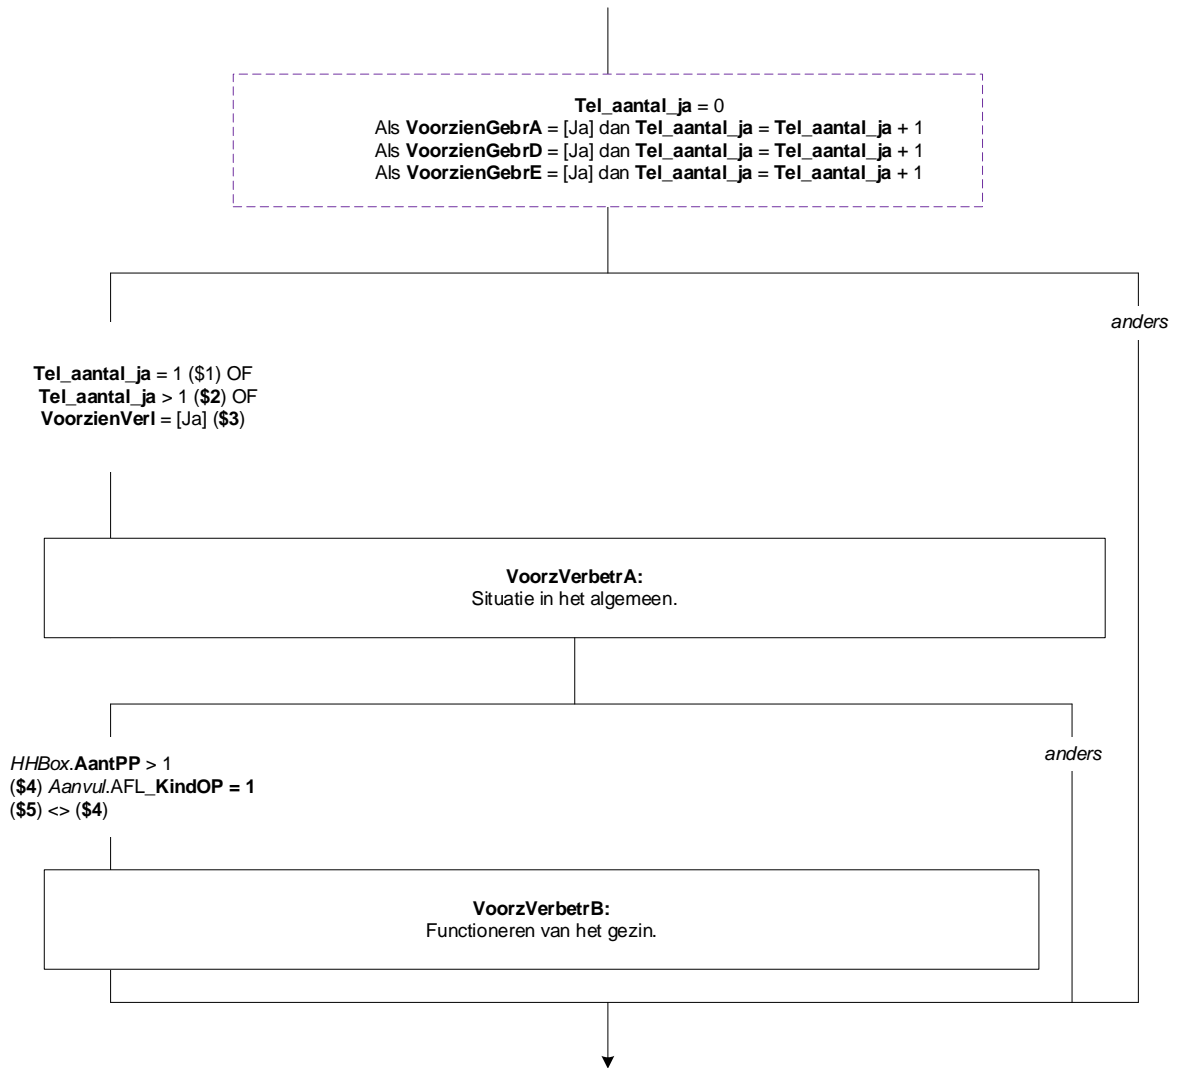 Tel_aantal_ja = 0
Als VoorzienGebrA = [Ja] dan Tel_aantal_ja = Tel_aantal_ja + 1
Als VoorzienGebrD = [Ja] dan Tel_aantal_ja = Tel_aantal_ja + 1
Als VoorzienGebrE = [Ja] dan Tel_aantal_ja = Tel_aantal_ja + 1
anders
Tel_aantal_ja = 1 ($1) OF
Tel_aantal_ja > 1 ($2) OF
VoorzienVerl = [Ja] ($3)
VoorzVerbetrA:
Situatie in het algemeen.
anders
HHBox.AantPP > 1
($4) Aanvul.AFL_KindOP = 1
($5) <> ($4)
VoorzVerbetrB:
Functioneren van het gezin.